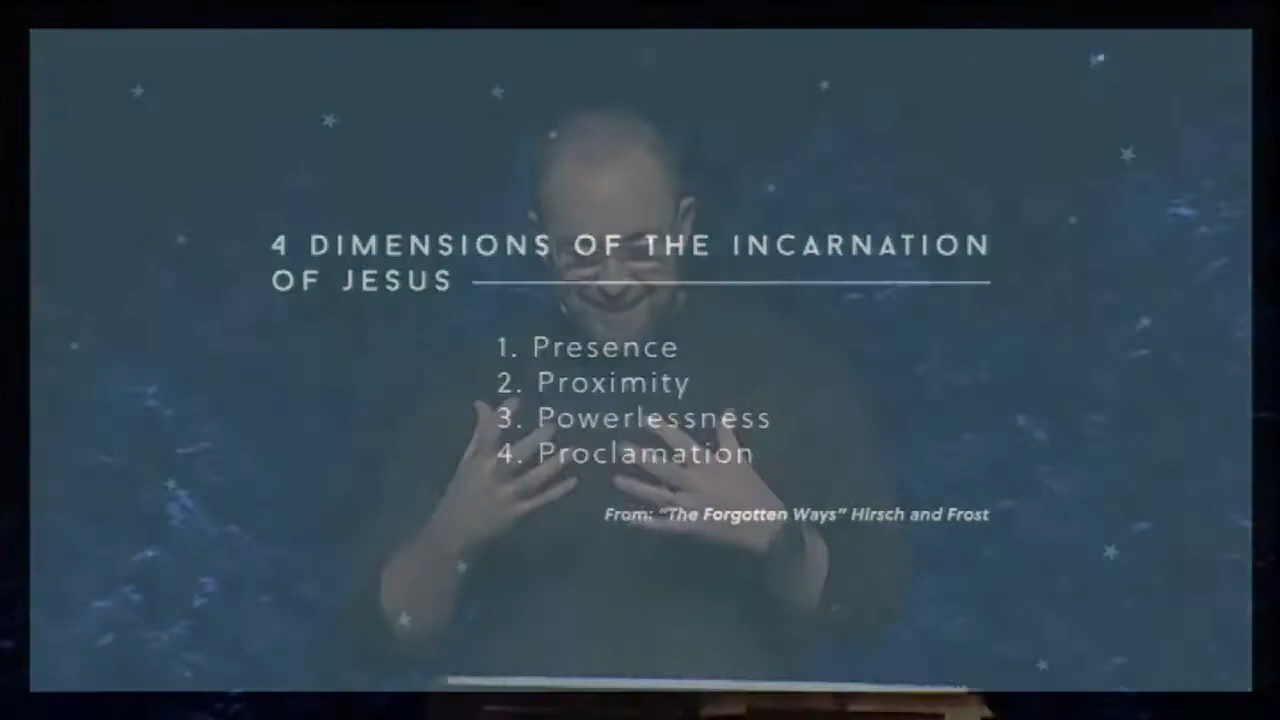 4 DIMENSIONS OF THE INCARNATION
OF JESUS
1. Presence
2. Proximity
3. Powerlessness
4. Proclamation
From: "The Forgotten Ways" Hirsch and Frost